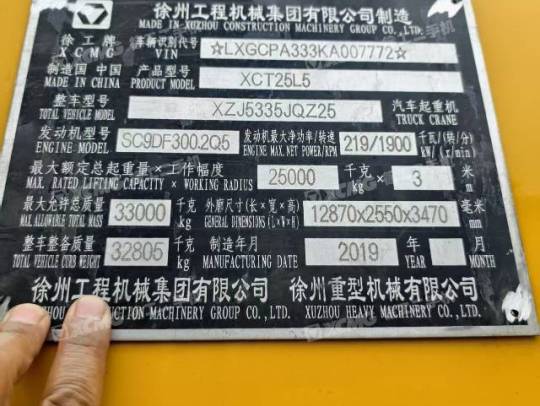 徐州工程机械集团有限公司制造
MADE IN XUZHOU CONSTRUCTION MACHINERY GROUP CO., LTD.
徐工牌 车辆识别代号 ☆LXGCPA333KA007772☆
XCMG VIN
制造国 中国 产品型号 XCT25L5
MADE IN CHINA PRODUCT MODEL
整车型号 XZJ5335JQZ25 汽车起重机
TOTAL VEHICLE MODEL TRUCK CRANE
发动机型号 SC9DF300.2Q5 发动机最大净功率/转速 219/1900 千瓦/(转/分)
ENGINE MODEL ENGINE MAX.NET POWER/RPM kW/(r/min)
最大额定总起重量×工作幅度 25000 千克 × 3 米
MAX. RATED LIFTING CAPACITY × WORKING RADIUS kg m
最大允许总质量 33000 千克 外廓尺寸(长×宽×高) 12870x2550x3470 毫米
MAX. ALLOWABLE TOTAL MASS kg GENERAL DIMENSIONS (L×W×H) mm
整车整备质量 32805 千克 制造年月 2019 年 月
TOTAL VEHICLE CURB WEIGHT kg MANUFACTURING DATE YEAR MONTH
徐州工程机械集团有限公司 徐州重型机械有限公司
CONSTRUCTION MACHINERY GROUP CO., LTD. XUZHOU HEAVY MACHINERY CO., LTD.